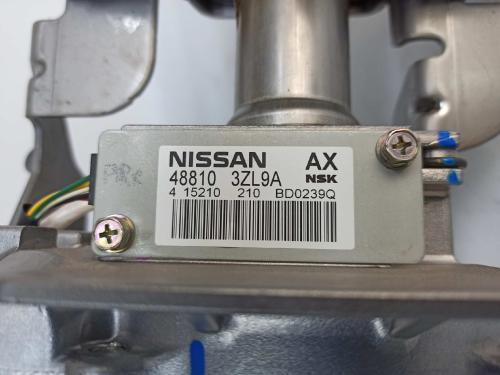 NISSAN AX
48810 3ZL9A NSK
4 15210 210 BD0239Q